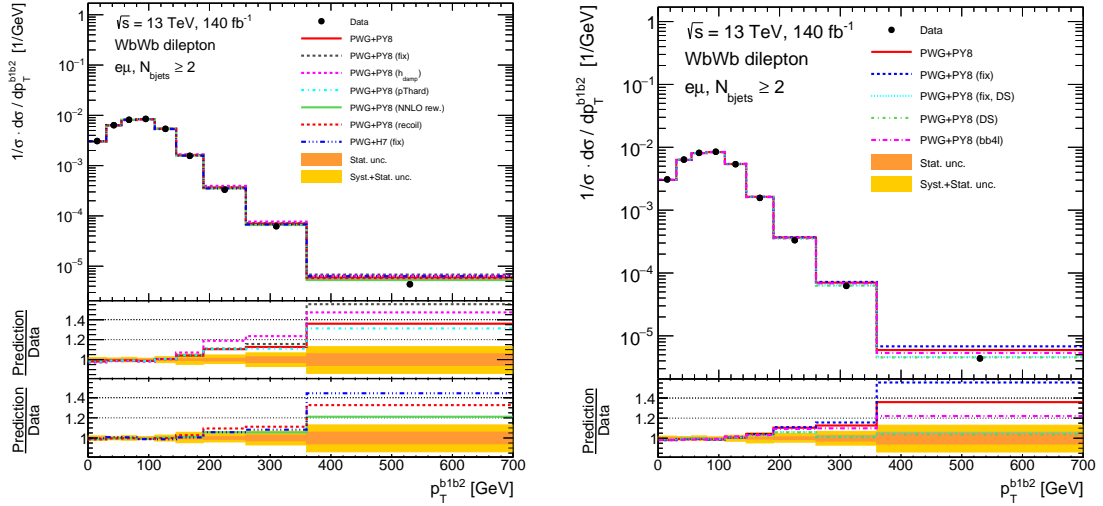 √s = 13 TeV, 140 fb⁻¹
WbWb dilepton
eμ, N_bjets ≥ 2
Data
PWG+PY8
PWG+PY8 (fix)
PWG+PY8 (h_damp)
PWG+PY8 (pThard)
PWG+PY8 (NNLO rew.)
PWG+PY8 (recoil)
PWG+H7 (fix)
Stat. unc.
Syst.+Stat. unc.
1/σ · dσ / dp_T^b1b2 [1/GeV]
1
10⁻¹
10⁻²
10⁻³
10⁻⁴
10⁻⁵
Prediction
Data
1.4
1.2
1
Prediction
Data
1.4
1.2
1
0 100 200 300 400 500 600 700
p_T^b1b2 [GeV]
√s = 13 TeV, 140 fb⁻¹
WbWb dilepton
eμ, N_bjets ≥ 2
Data
PWG+PY8
PWG+PY8 (fix)
PWG+PY8 (fix, DS)
PWG+PY8 (DS)
PWG+PY8 (bb4l)
Stat. unc.
Syst.+Stat. unc.
1/σ · dσ / dp_T^b1b2 [1/GeV]
1
10⁻¹
10⁻²
10⁻³
10⁻⁴
10⁻⁵
Prediction
Data
1.4
1.2
1
0 100 200 300 400 500 600 700
p_T^b1b2 [GeV]